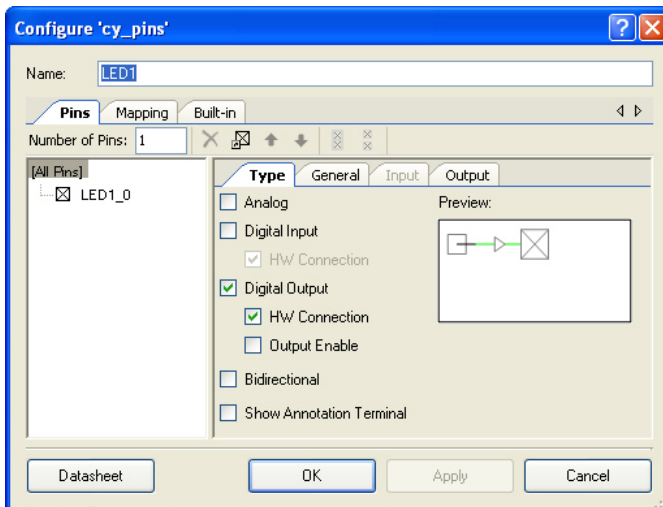 Configure 'cy_pins'
Name: LED1
Pins Mapping Built-in
Number of Pins: 1
[All Pins]
LED1_0
Type General Input Output
Analog
Preview:
Digital Input
HW Connection
Digital Output
HW Connection
Output Enable
Bidirectional
Show Annotation Terminal
Datasheet OK Apply Cancel